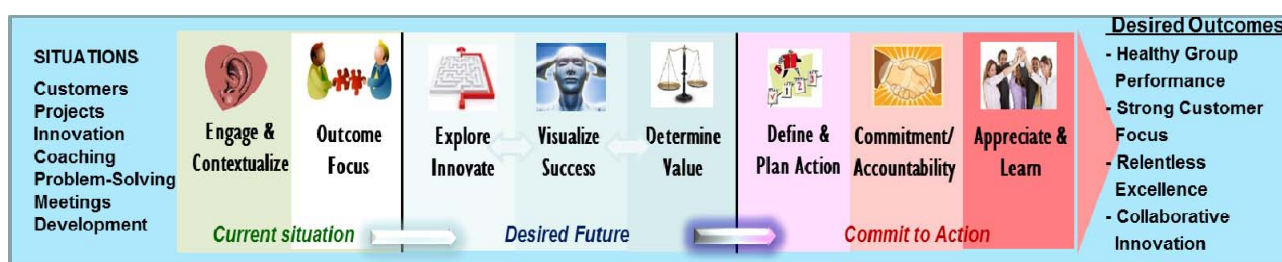 SITUATIONS
Customers
Projects
Innovation
Coaching
Problem-Solving
Meetings
Development
Engage &
Contextualize
Outcome
Focus
Explore
Innovate
Visualize
Success
Determine
Value
Define &
Plan Action
Commitment/
Accountability
Appreciate &
Learn
Current situation
Desired Future
Commit to Action
Desired Outcomes
- Healthy Group
Performance
- Strong Customer
Focus
- Relentless
Excellence
- Collaborative
Innovation